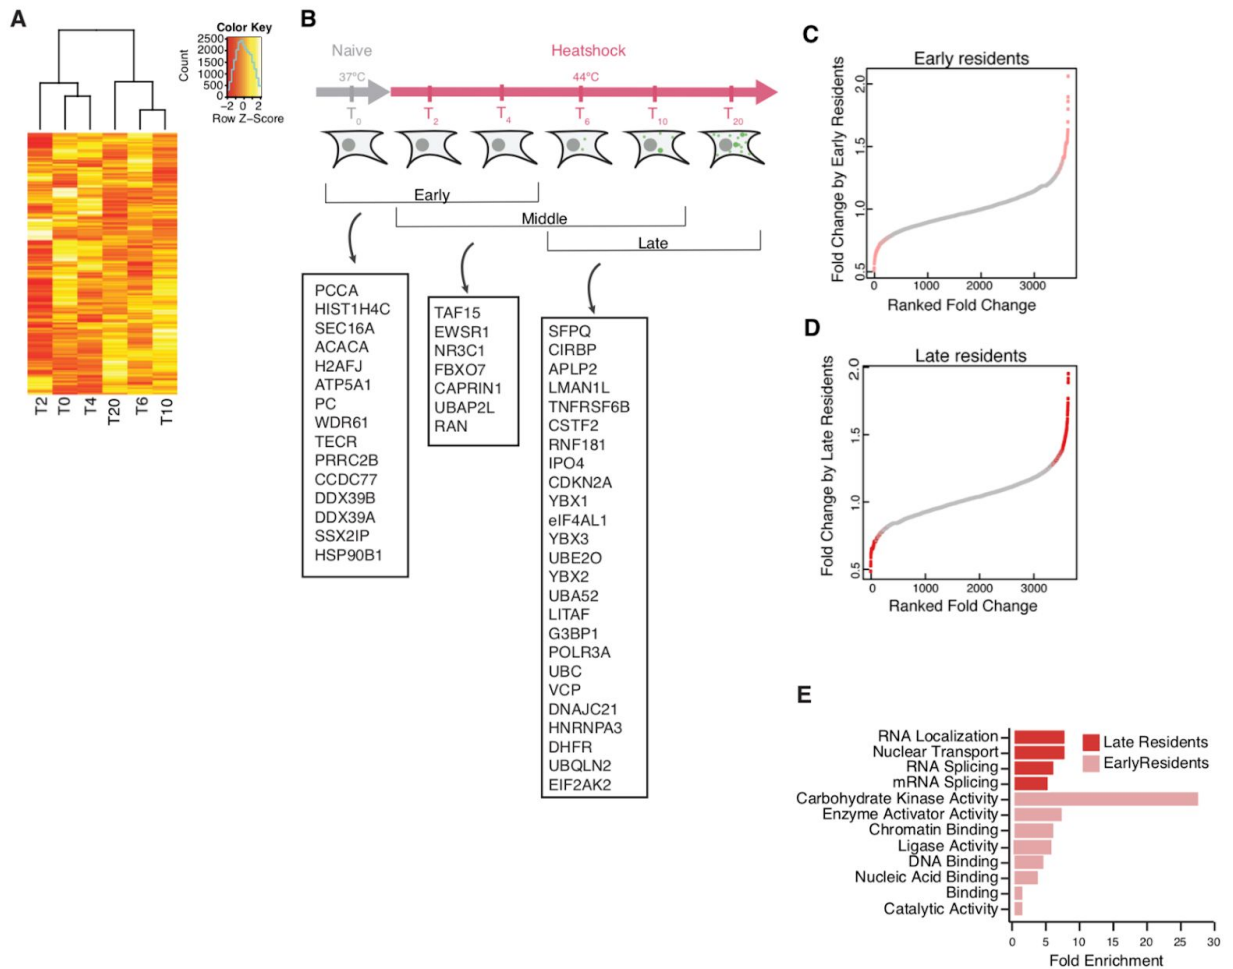 A
Color Key
Count
2500
2000
1500
1000
500
0
−2 0 2
Row Z-Score
T2 T0 T4 T20 T6 T10
B
Naive
Heatshock
37°C
44°C
T0 T2 T4 T6 T10 T20
Early
Middle
Late
PCCA
HIST1H4C
SEC16A
ACACA
H2AFJ
ATP5A1
PC
WDR61
TECR
PRRC2B
CCDC77
DDX39B
DDX39A
SSX2IP
HSP90B1
TAF15
EWSR1
NR3C1
FBXO7
CAPRIN1
UBAP2L
RAN
SFPQ
CIRBP
APLP2
LMAN1L
TNFRSF6B
CSTF2
RNF181
IPO4
CDKN2A
YBX1
eIF4AL1
YBX3
UBE2O
YBX2
UBA52
LITAF
G3BP1
POLR3A
UBC
VCP
DNAJC21
HNRNPA3
DHFR
UBQLN2
EIF2AK2
C
Early residents
Fold Change by Early Residents
2.0
1.5
1.0
0.5
0 1000 2000 3000
Ranked Fold Change
D
Late residents
Fold Change by Late Residents
2.0
1.5
1.0
0.5
0 1000 2000 3000
Ranked Fold Change
E
RNA Localization
Nuclear Transport
RNA Splicing
mRNA Splicing
Carbohydrate Kinase Activity
Enzyme Activator Activity
Chromatin Binding
Ligase Activity
DNA Binding
Nucleic Acid Binding
Binding
Catalytic Activity
Late Residents
EarlyResidents
0 5 10 15 20 25 30
Fold Enrichment